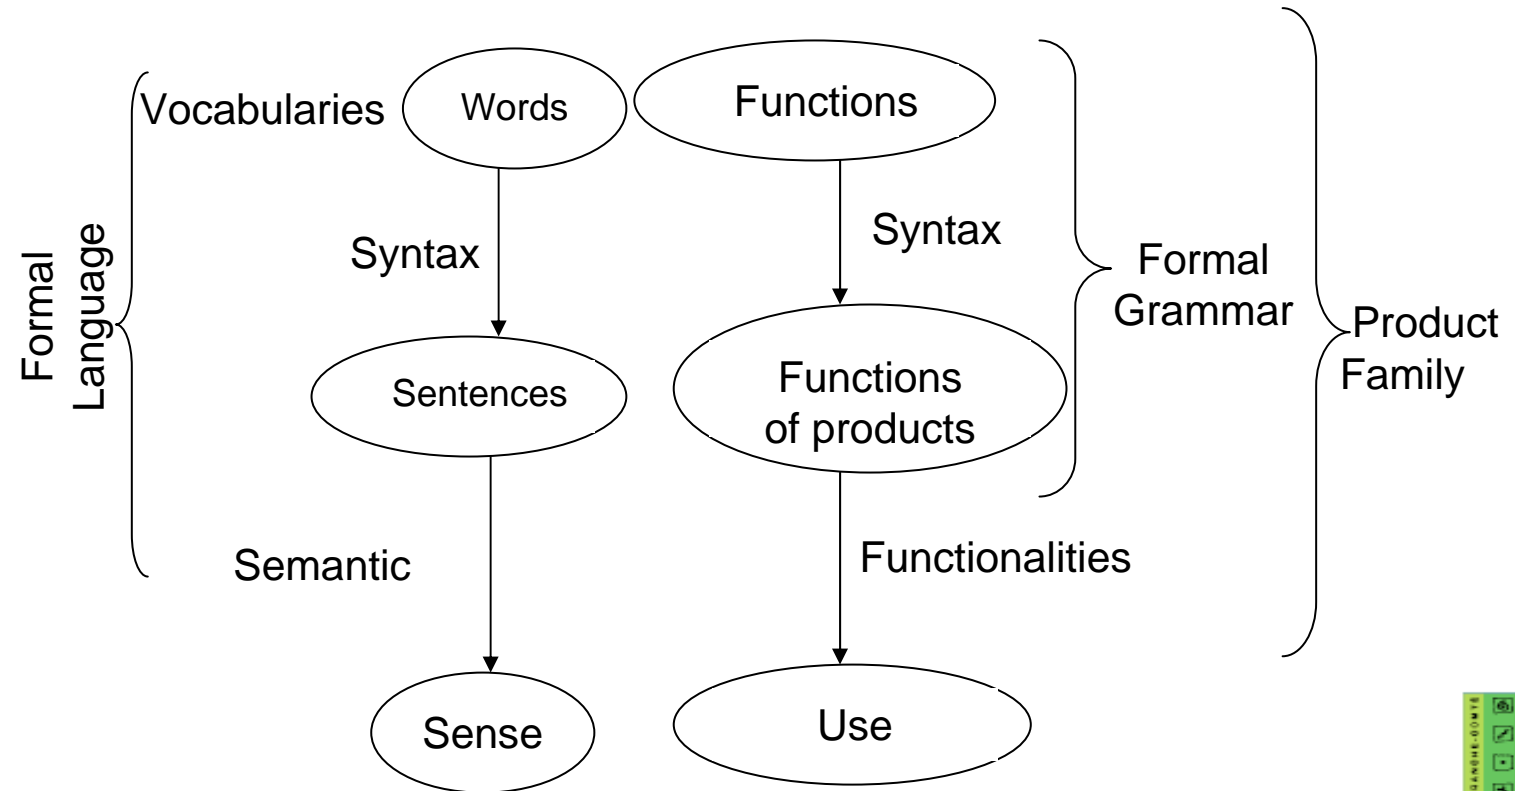 Vocabularies
Words
Functions
Syntax
Syntax
Formal
Language
Formal
Grammar
Product
Family
Sentences
Functions
of products
Semantic
Functionalities
Sense
Use